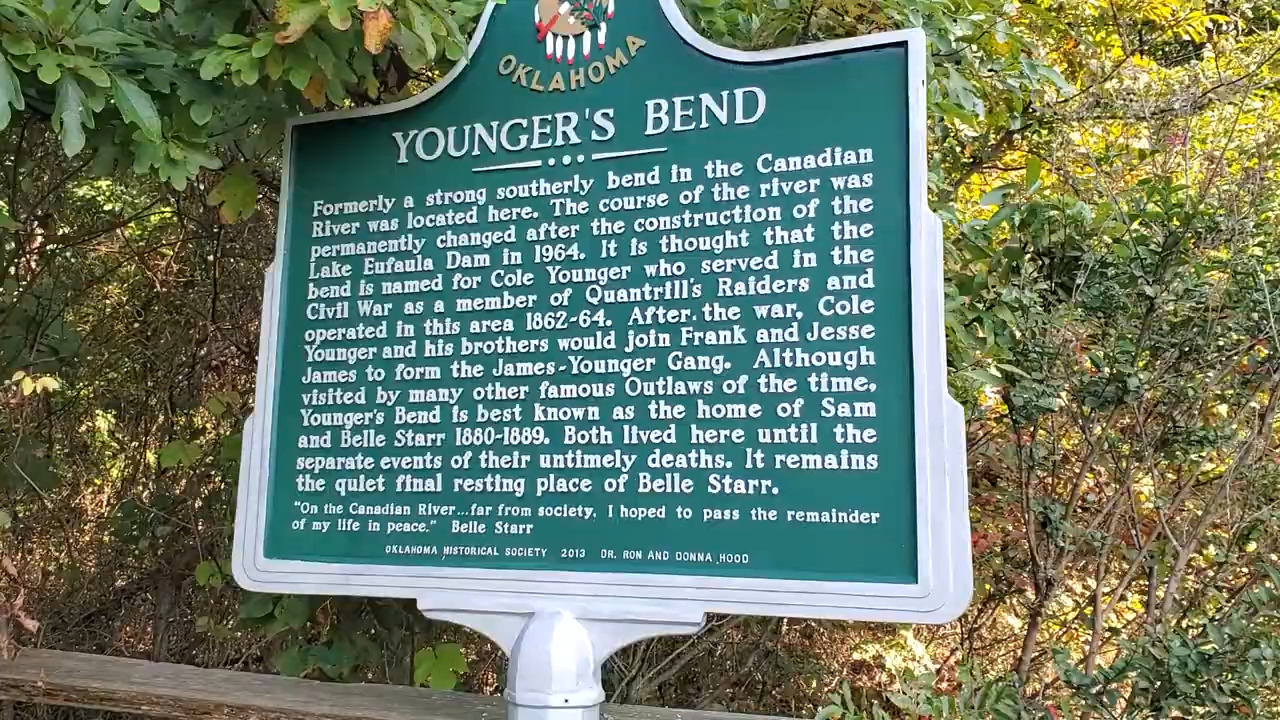 OKLAHOMA
YOUNGER'S BEND
Formerly a strong southerly bend in the Canadian
River was located here. The course of the river was
permanently changed after the construction of the
Lake Eufaula Dam in 1964. It is thought that the
bend is named for Cole Younger who served in the
Civil War as a member of Quantrill's Raiders and
operated in this area 1862-64. After the war, Cole
Younger and his brothers would join Frank and Jesse
James to form the James-Younger Gang. Although
visited by many other famous Outlaws of the time,
Younger's Bend is best known as the home of Sam
and Belle Starr 1880-1889. Both lived here until the
separate events of their untimely deaths. It remains
the quiet final resting place of Belle Starr.
"On the Canadian River...far from society, I hoped to pass the remainder
of my life in peace." Belle Starr
OKLAHOMA HISTORICAL SOCIETY 2013 DR. RON AND DONNA HOOD